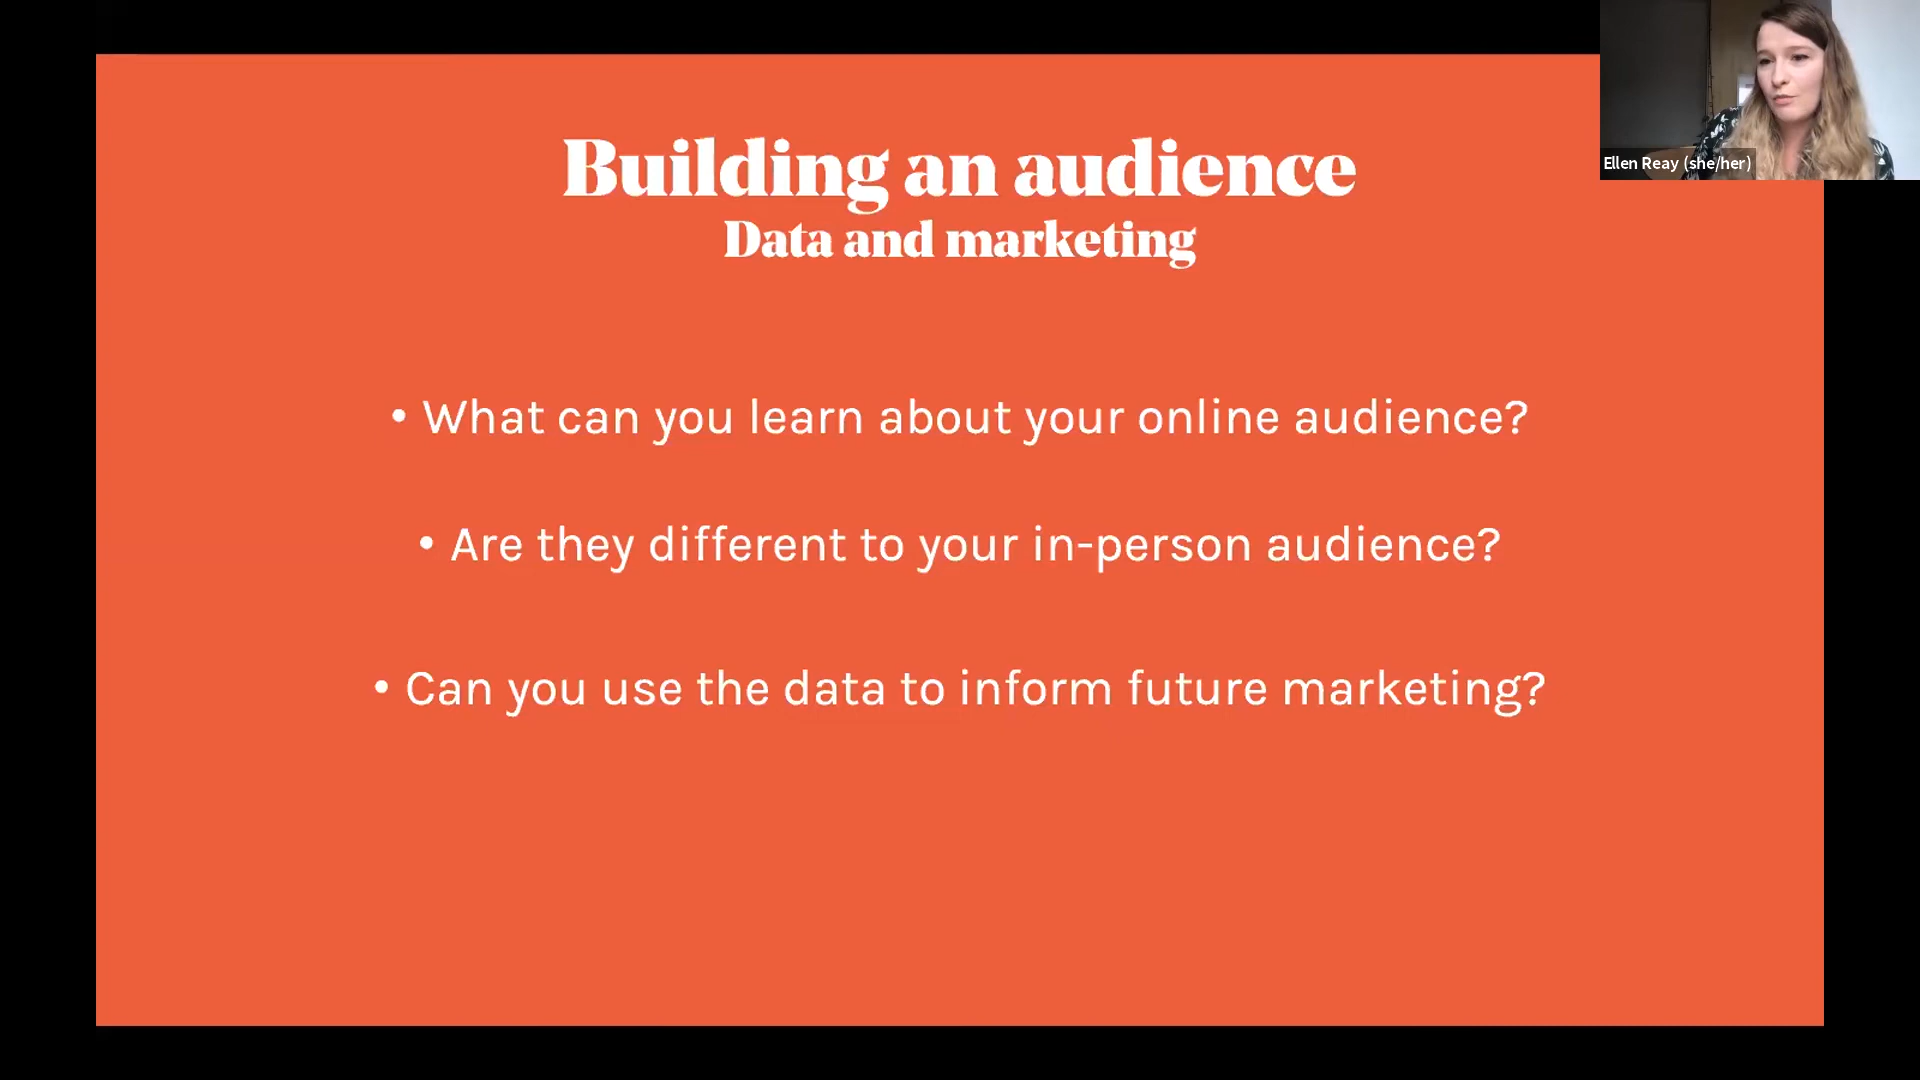 Building an audience
Data and marketing
• What can you learn about your online audience?
• Are they different to your in-person audience?
• Can you use the data to inform future marketing?
Ellen Reay (she/her)